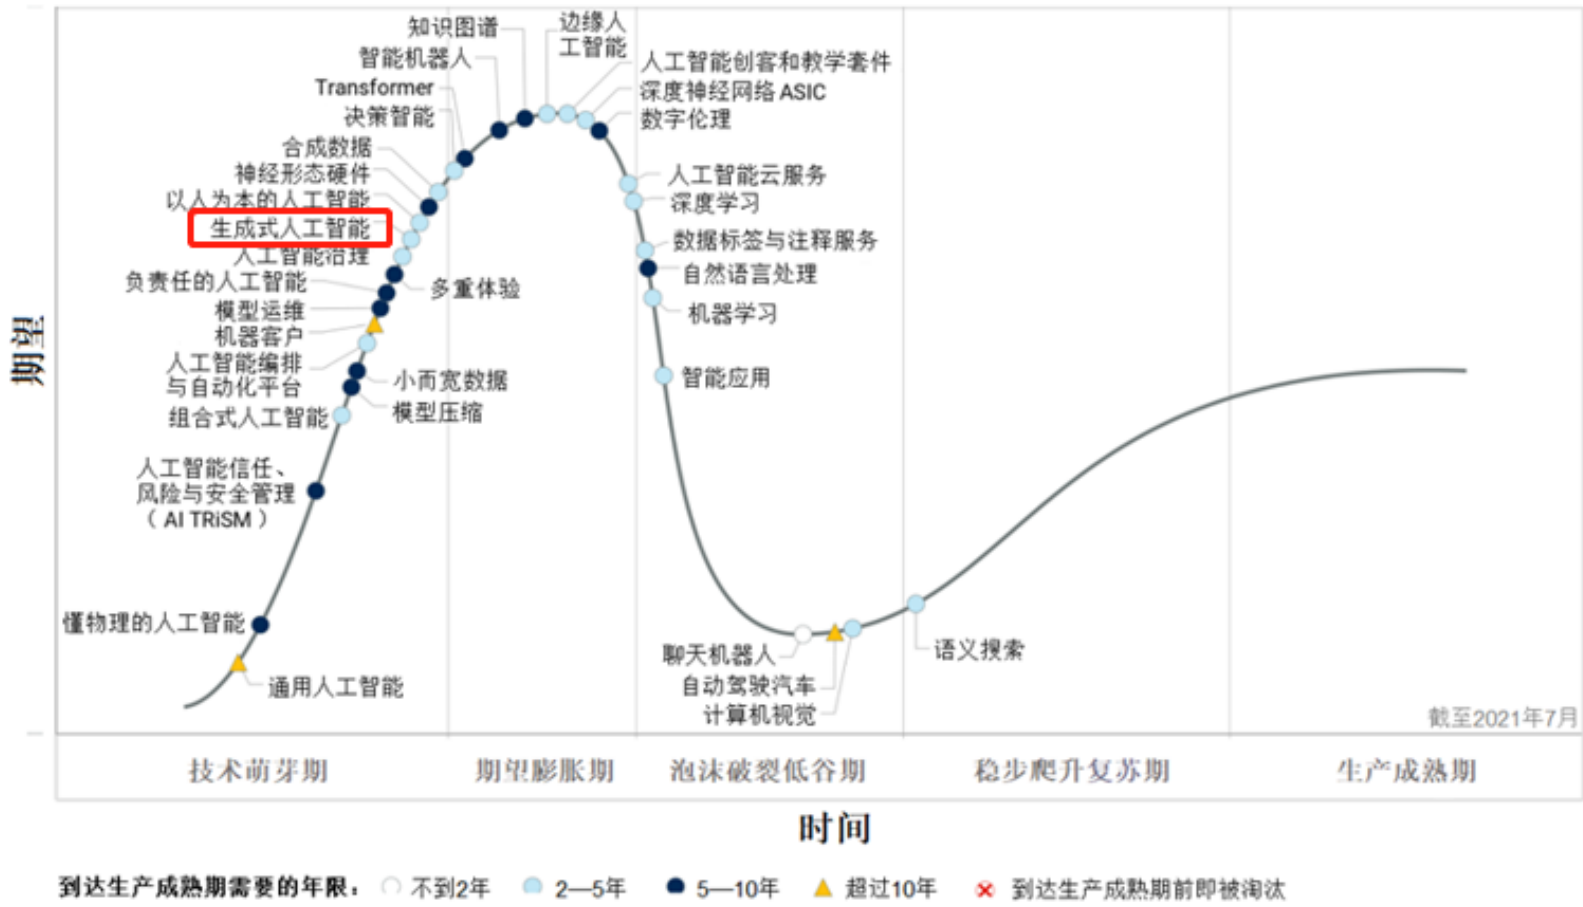 知识图谱
边缘人
工智能
智能机器人
人工智能创客和教学套件
Transformer
深度神经网络 ASIC
决策智能
数字伦理
合成数据
神经形态硬件
人工智能云服务
以人为本的人工智能
深度学习
生成式人工智能
数据标签与注释服务
人工智能治理
自然语言处理
负责任的人工智能
多重体验
模型运维
机器学习
机器客户
人工智能编排
与自动化平台
小而宽数据
智能应用
组合式人工智能
模型压缩
人工智能信任、
风险与安全管理
（ AI TRiSM ）
懂物理的人工智能
通用人工智能
聊天机器人
语义搜索
自动驾驶汽车
计算机视觉
截至2021年7月
期望
技术萌芽期
期望膨胀期
泡沫破裂低谷期
稳步爬升复苏期
生产成熟期
时间
到达生产成熟期需要的年限：
不到2年
2—5年
5—10年
超过10年
到达生产成熟期前即被淘汰